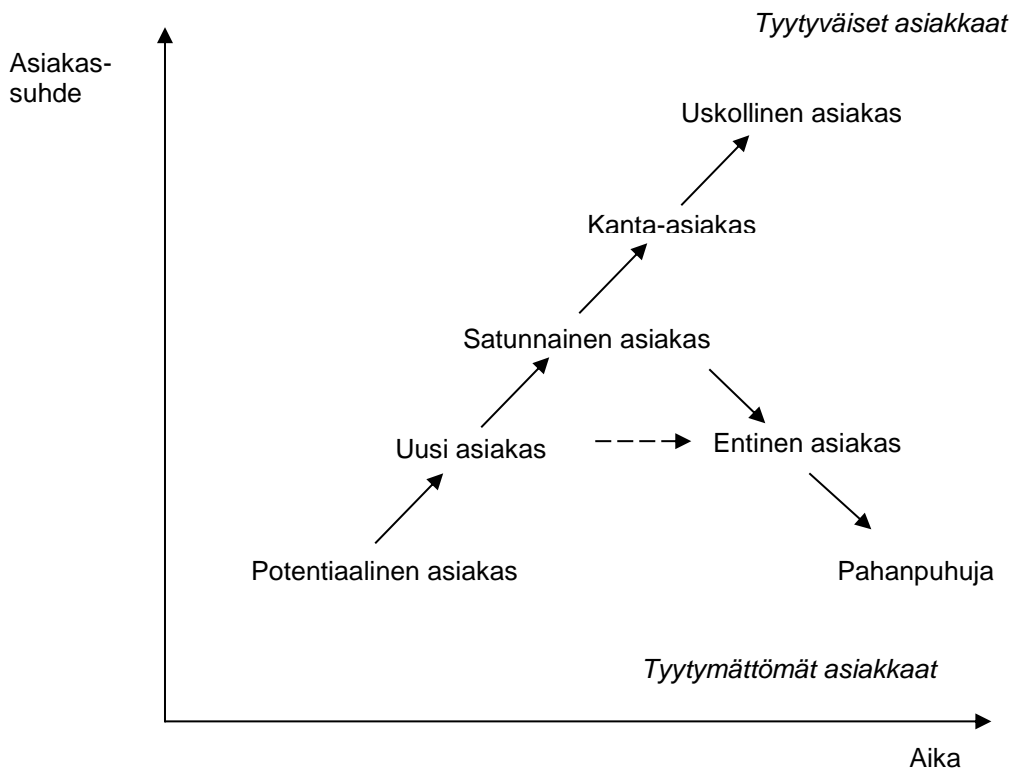 Tyytyväiset asiakkaat
Asiakas-
suhde
Uskollinen asiakas
Kanta-asiakas
Satunnainen asiakas
Uusi asiakas
Entinen asiakas
Potentiaalinen asiakas
Pahanpuhuja
Tyytymättömät asiakkaat
Aika